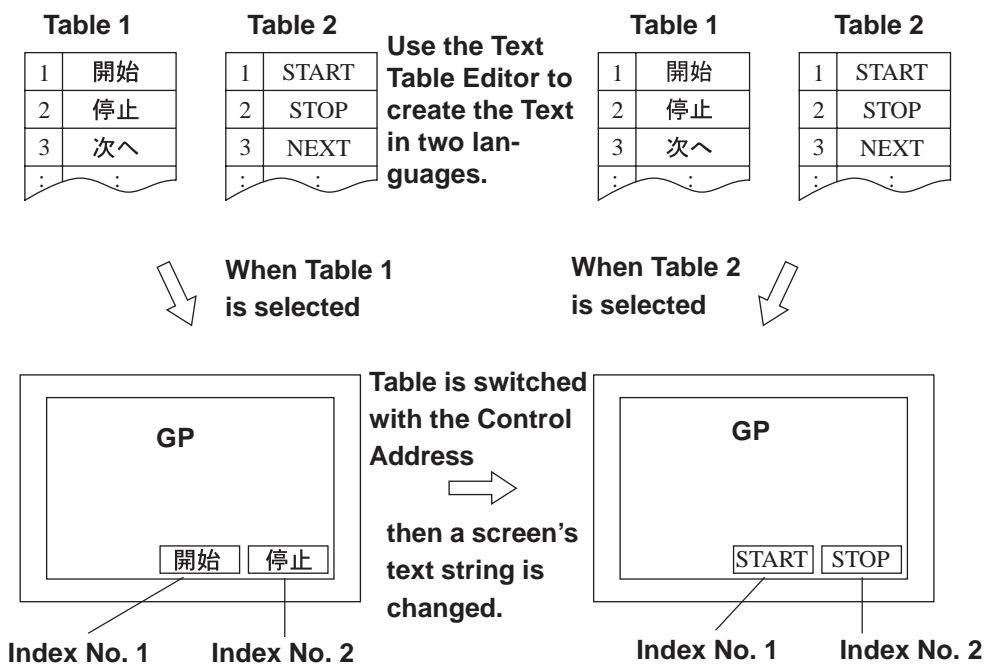 Table 1
Table 2
1 開始
2 停止
3 次へ
: :
1 START
2 STOP
3 NEXT
: :
Use the Text
Table Editor to
create the Text
in two lan-
guages.
Table 1
Table 2
1 開始
2 停止
3 次へ
: :
1 START
2 STOP
3 NEXT
: :
When Table 1
is selected
When Table 2
is selected
GP
開始 停止
Index No. 1
Index No. 2
Table is switched
with the Control
Address
then a screen's
text string is
changed.
GP
START STOP
Index No. 1
Index No. 2